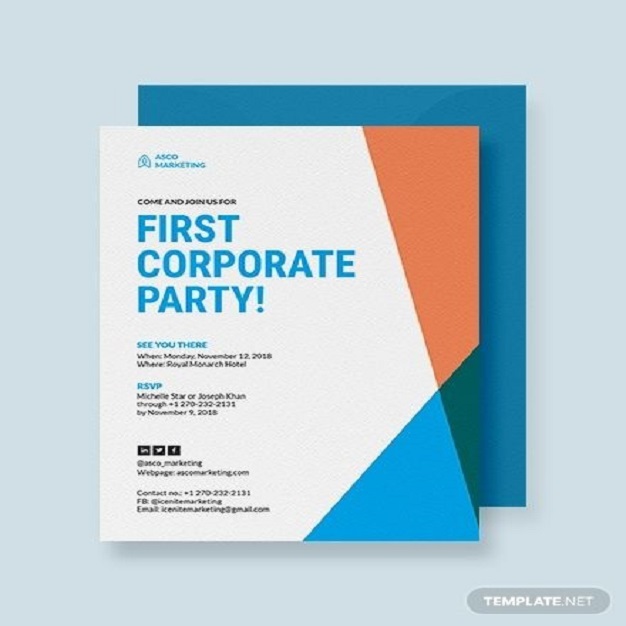 ASCO
MARKETING
COME AND JOIN US FOR
FIRST
CORPORATE
PARTY!
SEE YOU THERE
When: Monday, November 12, 2018
Where: Royal Monarch Hotel
RSVP
Michelle Star or Joseph Khan
through +1 270-232-2131
by November 9, 2018
in
f
@asco_marketing
Webpage: ascomarketing.com
Contact no.: +1 270-232-2131
FB: @icenitemarketing
Email: icenitemarketing@gmail.com
TEMPLATE.NET